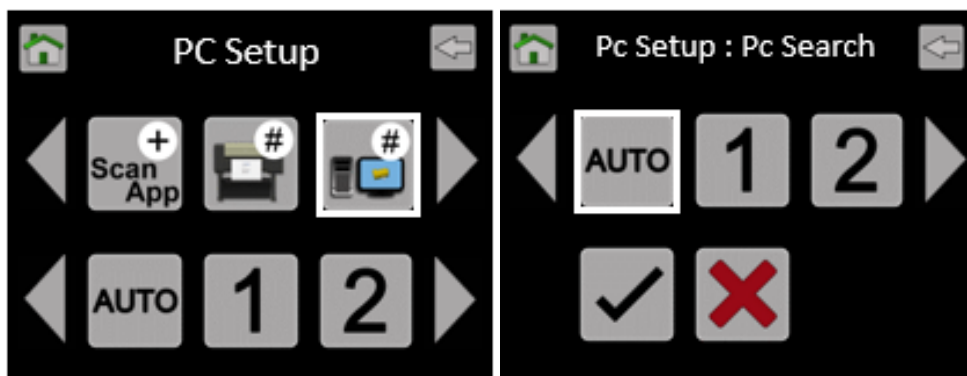 PC Setup
+
Scan
App
#
#
AUTO
1
2
Pc Setup : Pc Search
AUTO
1
2